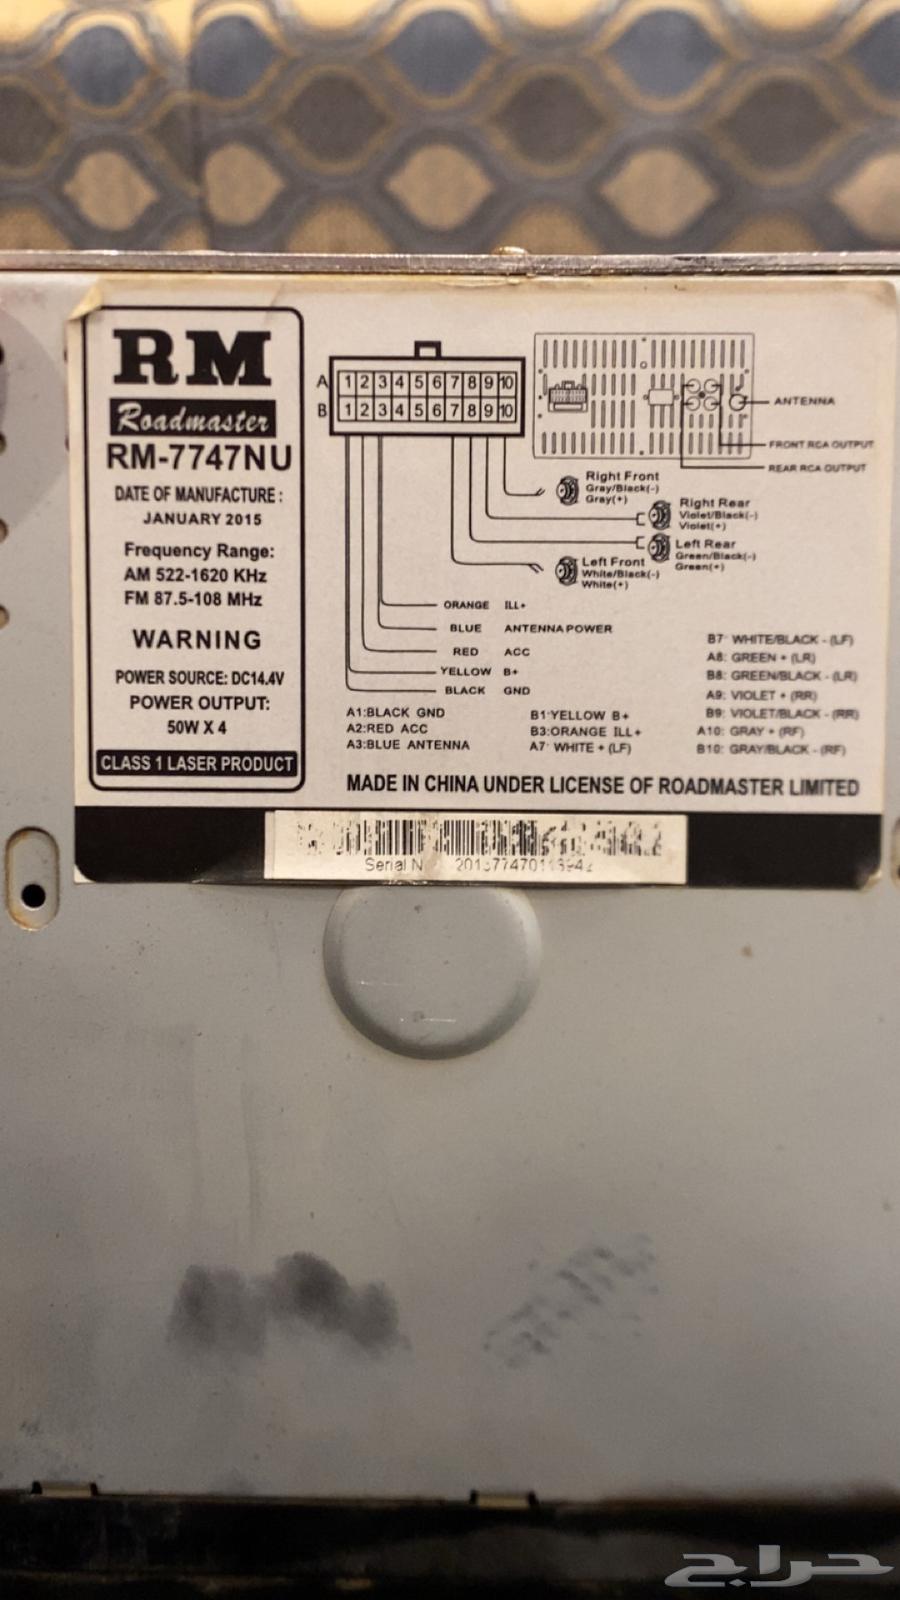 RM
Roadmaster
RM-7747NU
DATE OF MANUFACTURE :
JANUARY 2015
Frequency Range:
AM 522-1620 KHz
FM 87.5-108 MHz
WARNING
POWER SOURCE: DC14.4V
POWER OUTPUT:
50W X 4
CLASS 1 LASER PRODUCT
A 1 2 3 4 5 6 7 8 9 10
B 1 2 3 4 5 6 7 8 9 10
ANTENNA
FRONT RCA OUTPUT
REAR RCA OUTPUT
Right Front
Gray/Black(-)
Gray(+)
Right Rear
Violet/Black(-)
Violet(+)
Left Rear
Green/Black(-)
Green(+)
Left Front
White/Black(-)
White(+)
ORANGE ILL+
BLUE ANTENNA POWER
RED ACC
YELLOW B+
BLACK GND
A1:BLACK GND
A2:RED ACC
A3:BLUE ANTENNA
B1:YELLOW B+
B3:ORANGE ILL+
A7: WHITE + (LF)
B7: WHITE/BLACK - (LF)
A8: GREEN + (LR)
B8: GREEN/BLACK - (LR)
A9: VIOLET + (RR)
B9: VIOLET/BLACK - (RR)
A10: GRAY + (RF)
B10: GRAY/BLACK - (RF)
MADE IN CHINA UNDER LICENSE OF ROADMASTER LIMITED
Serial
حراج